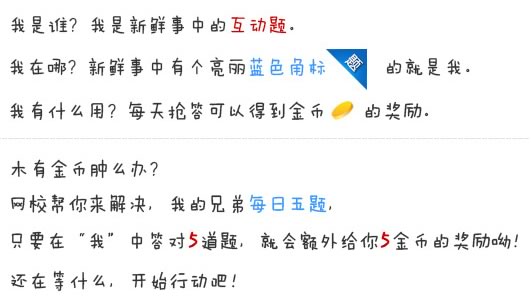 我是谁？我是新鲜事中的互动题。
我在哪？新鲜事中有个亮丽蓝色角标 题 的就是我。
我有什么用？每天抢答可以得到金币 的奖励。
木有金币肿么办？
网校帮你来解决，我的兄弟每日五题，
只要在“我”中答对5道题，就会额外给你5金币的奖励呦！
还在等什么，开始行动吧！